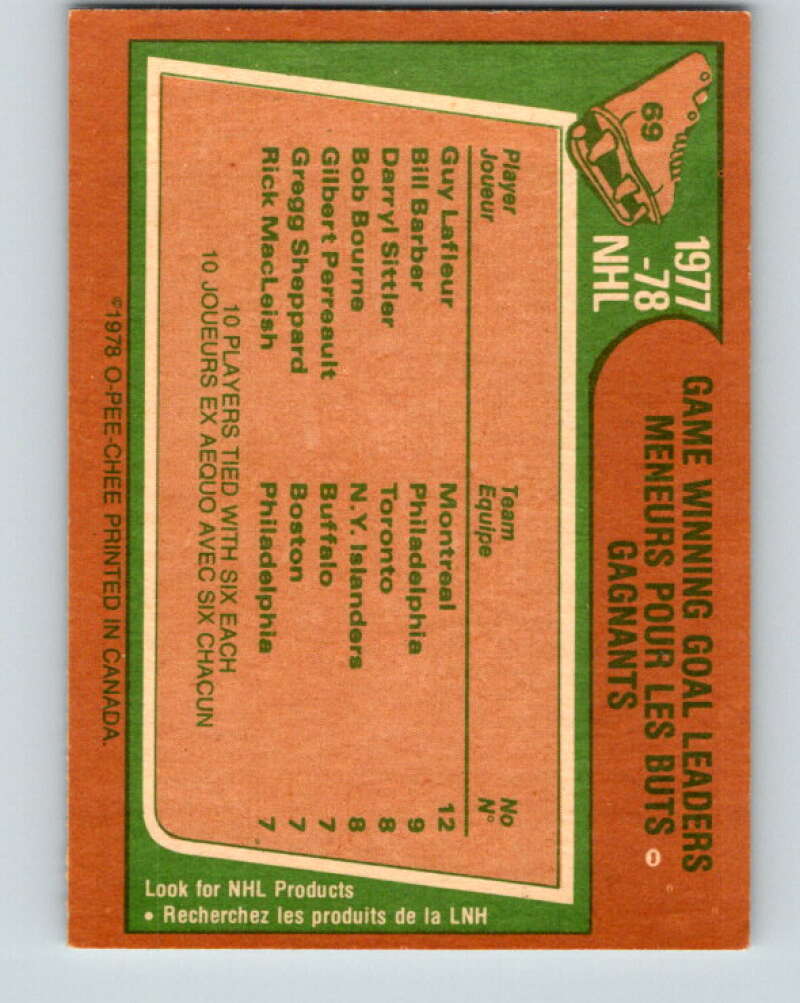 69
1977
-78
NHL
GAME WINNING GOAL LEADERS
MENEURS POUR LES BUTS
GAGNANTS
Player Team No
Joueur Equipe N°
Guy Lafleur Montreal 12
Bill Barber Philadelphia 9
Darryl Sittler Toronto 8
Bob Bourne N.Y. Islanders 8
Gilbert Perreault Buffalo 7
Gregg Sheppard Boston 7
Rick MacLeish Philadelphia 7
10 PLAYERS TIED WITH SIX EACH
10 JOUEURS EX AEQUO AVEC SIX CHACUN
©1978 O-PEE-CHEE PRINTED IN CANADA.
Look for NHL Products
• Recherchez les produits de la LNH